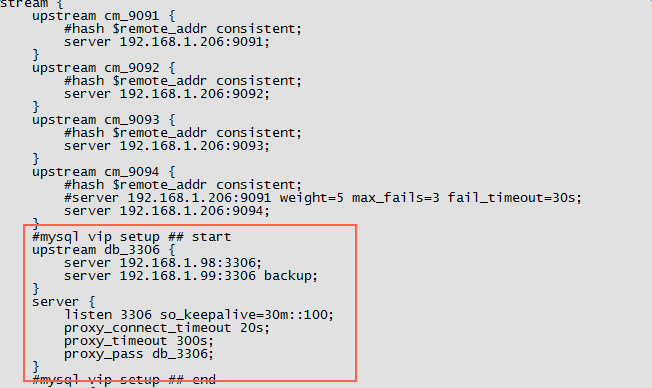 stream {
upstream cm_9091 {
#hash $remote_addr consistent;
server 192.168.1.206:9091;
}
upstream cm_9092 {
#hash $remote_addr consistent;
server 192.168.1.206:9092;
}
upstream cm_9093 {
#hash $remote_addr consistent;
server 192.168.1.206:9093;
}
upstream cm_9094 {
#hash $remote_addr consistent;
#server 192.168.1.206:9091 weight=5 max_fails=3 fail_timeout=30s;
server 192.168.1.206:9094;
}
#mysql vip setup ## start
upstream db_3306 {
server 192.168.1.98:3306;
server 192.168.1.99:3306 backup;
}
server {
listen 3306 so_keepalive=30m::100;
proxy_connect_timeout 20s;
proxy_timeout 300s;
proxy_pass db_3306;
}
#mysql vip setup ## end